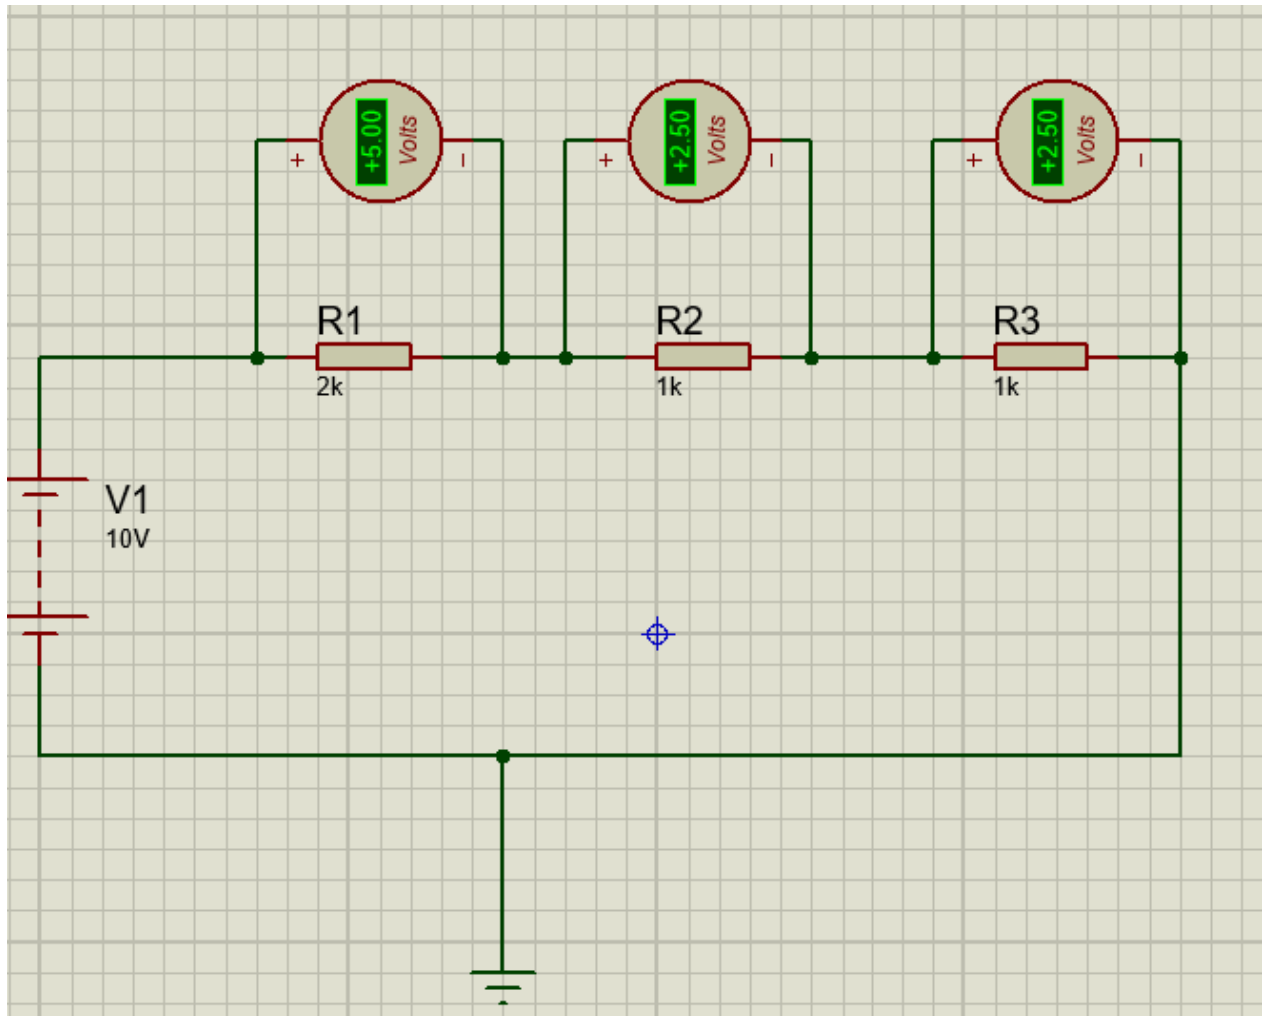 +5.00 Volts
+ −
+2.50 Volts
+ −
+2.50 Volts
+ −
R1
2k
R2
1k
R3
1k
V1
10V